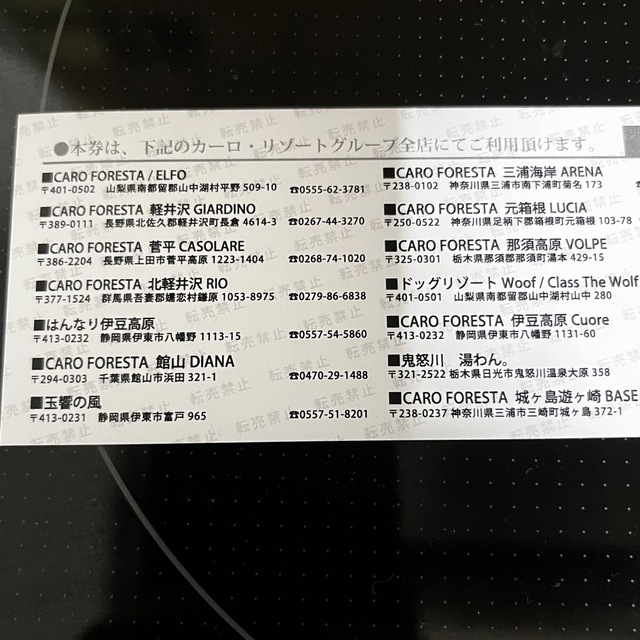 ●本券は、下記のカーロ・リゾートグループ全店にてご利用頂けます。
■CARO FORESTA / ELFO
〒401-0502 山梨県南都留郡山中湖村平野 509-10 ☎0555-62-3781
■CARO FORESTA 軽井沢 GIARDINO
〒389-0111 長野県北佐久郡軽井沢町長倉 4614-3 ☎0267-44-3270
■CARO FORESTA 菅平 CASOLARE
〒386-2204 長野県上田市菅平高原 1223-1404 ☎0268-74-1020
■CARO FORESTA 北軽井沢 RIO
〒377-1524 群馬県吾妻郡嬬恋村鎌原 1053-8975 ☎0279-86-6838
■はんなり伊豆高原
〒413-0232 静岡県伊東市八幡野 1113-15 ☎0557-54-5860
■CARO FORESTA 館山 DIANA
〒294-0303 千葉県館山市浜田 321-1 ☎0470-29-1488
■玉響の風
〒413-0231 静岡県伊東市富戸 965 ☎0557-51-8201
■CARO FORESTA 三浦海岸 ARENA
〒238-0102 神奈川県三浦市南下浦町菊名 173
■CARO FORESTA 元箱根 LUCIA
〒250-0522 神奈川県足柄下郡箱根町元箱根 103-78
■CARO FORESTA 那須高原 VOLPE
〒325-0301 栃木県那須郡那須町湯本 429-15
■ドッグリゾート Woof / Class The Wolf
〒401-0501 山梨県南都留郡山中湖村山中 280
■CARO FORESTA 伊豆高原 Cuore
〒413-0232 静岡県伊東市八幡野 1131-60
■鬼怒川 湯わん。
〒321-2522 栃木県日光市鬼怒川温泉大原 358
■CARO FORESTA 城ヶ島遊ヶ崎 BASE
〒238-0237 神奈川県三浦市三崎町城ヶ島 372-1
転売禁止